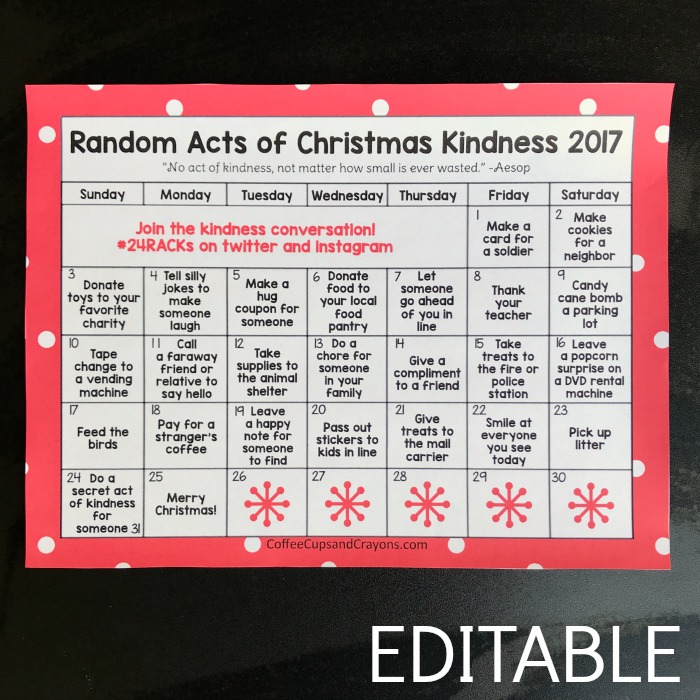 Random Acts of Christmas Kindness 2017
"No act of kindness, not matter how small is ever wasted." -Aesop
Sunday Monday Tuesday Wednesday Thursday Friday Saturday
Join the kindness conversation!
#24RACKs on twitter and instagram
1 Make a
card for
a soldier
2 Make
cookies
for a
neighbor
3 Donate
toys to your
favorite
charity
4 Tell silly
jokes to
make
someone
laugh
5 Make a
hug
coupon for
someone
6 Donate
food to
your local
food
pantry
7 Let
someone
go ahead
of you in
line
8
Thank
your
teacher
9
Candy
cane bomb
a parking
lot
10
Tape
change to
a vending
machine
11 Call
a faraway
friend or
relative to
say hello
12
Take
supplies to
the animal
shelter
13 Do a
chore for
someone
in your
family
14
Give a
compliment
to a friend
15 Take
treats to
the fire or
police
station
16 Leave
a popcorn
surprise on
a DVD rental
machine
17
Feed the
birds
18
Pay for a
stranger's
coffee
19 Leave
a happy
note for
someone
to find
20
Pass out
stickers to
kids in line
21
Give
treats to
the mail
carrier
22
Smile at
everyone
you see
today
23
Pick up
litter
24 Do a
secret act
of kindness
for
someone 31
25
Merry
Christmas!
26
27
28
29
30
CoffeeCupsandCrayons.com
EDITABLE